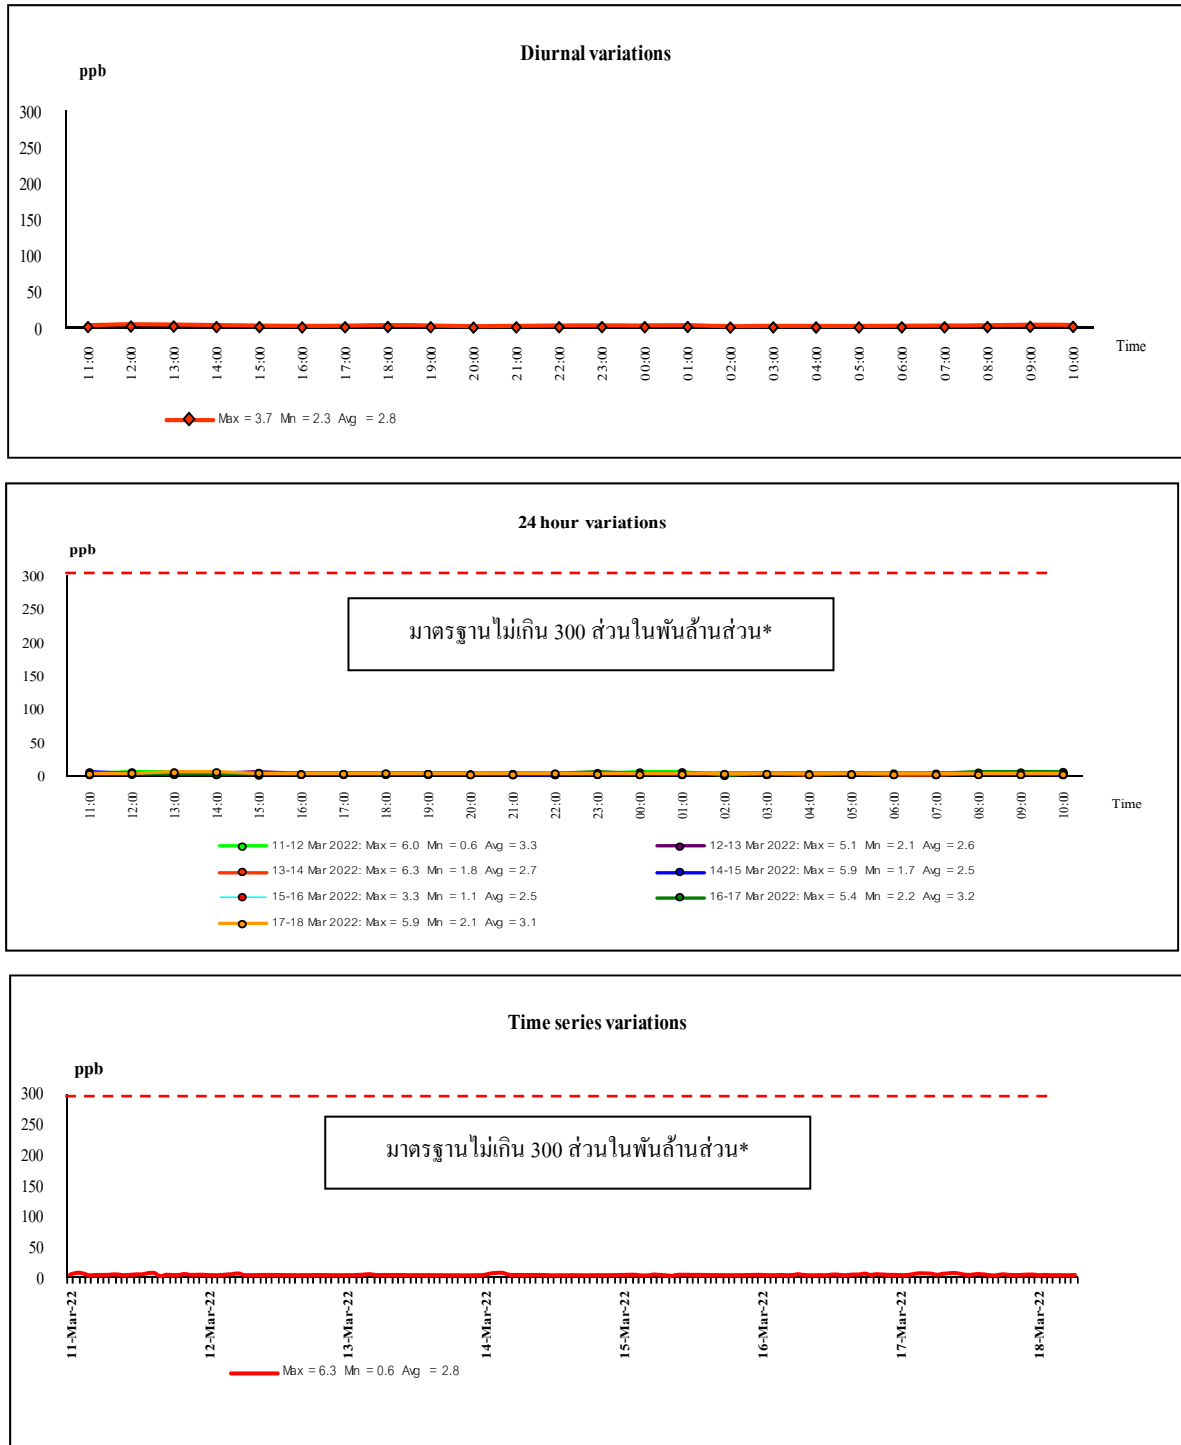 Diurnal variations
ppb
300
250
200
150
100
50
0
11:00 12:00 13:00 14:00 15:00 16:00 17:00 18:00 19:00 20:00 21:00 22:00 23:00 00:00 01:00 02:00 03:00 04:00 05:00 06:00 07:00 08:00 09:00 10:00
Time
Max = 3.7 Min = 2.3 Avg = 2.8
24 hour variations
ppb
300
250
200
150
100
50
0
มาตรฐานไม่เกิน 300 ส่วนในพันล้านส่วน*
11:00 12:00 13:00 14:00 15:00 16:00 17:00 18:00 19:00 20:00 21:00 22:00 23:00 00:00 01:00 02:00 03:00 04:00 05:00 06:00 07:00 08:00 09:00 10:00
Time
11-12 Mar 2022: Max = 6.0 Min = 0.6 Avg = 3.3
12-13 Mar 2022: Max = 5.1 Min = 2.1 Avg = 2.6
13-14 Mar 2022: Max = 6.3 Min = 1.8 Avg = 2.7
14-15 Mar 2022: Max = 5.9 Min = 1.7 Avg = 2.5
15-16 Mar 2022: Max = 3.3 Min = 1.1 Avg = 2.5
16-17 Mar 2022: Max = 5.4 Min = 2.2 Avg = 3.2
17-18 Mar 2022: Max = 5.9 Min = 2.1 Avg = 3.1
Time series variations
ppb
300
250
200
150
100
50
0
มาตรฐานไม่เกิน 300 ส่วนในพันล้านส่วน*
11-Mar-22 12-Mar-22 13-Mar-22 14-Mar-22 15-Mar-22 16-Mar-22 17-Mar-22 18-Mar-22
Max = 6.3 Min = 0.6 Avg = 2.8